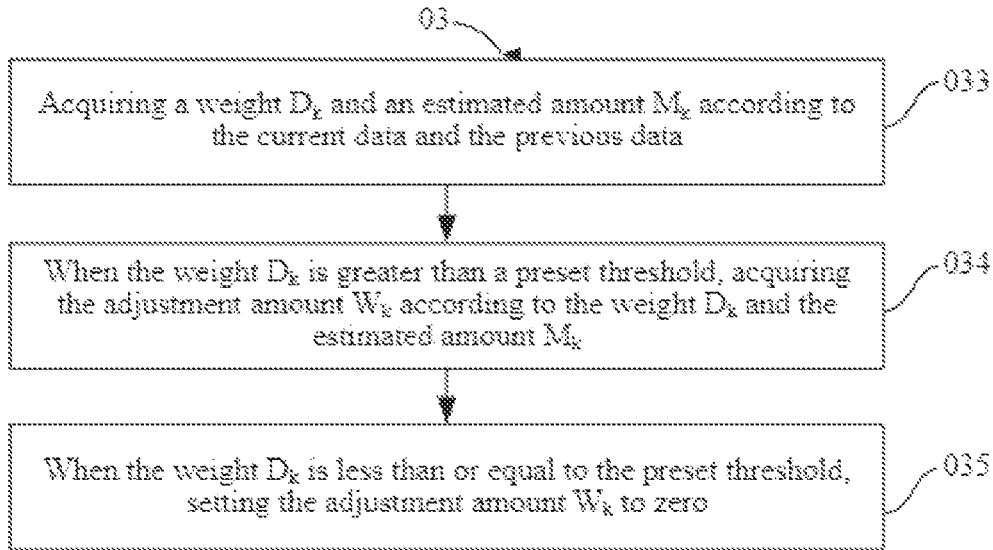 03
Acquiring a weight Dk and an estimated amount Mk according to
the current data and the previous data
033
When the weight Dk is greater than a preset threshold, acquiring
the adjustment amount Wk according to the weight Dk and the
estimated amount Mk
034
When the weight Dk is less than or equal to the preset threshold,
setting the adjustment amount Wk to zero
035